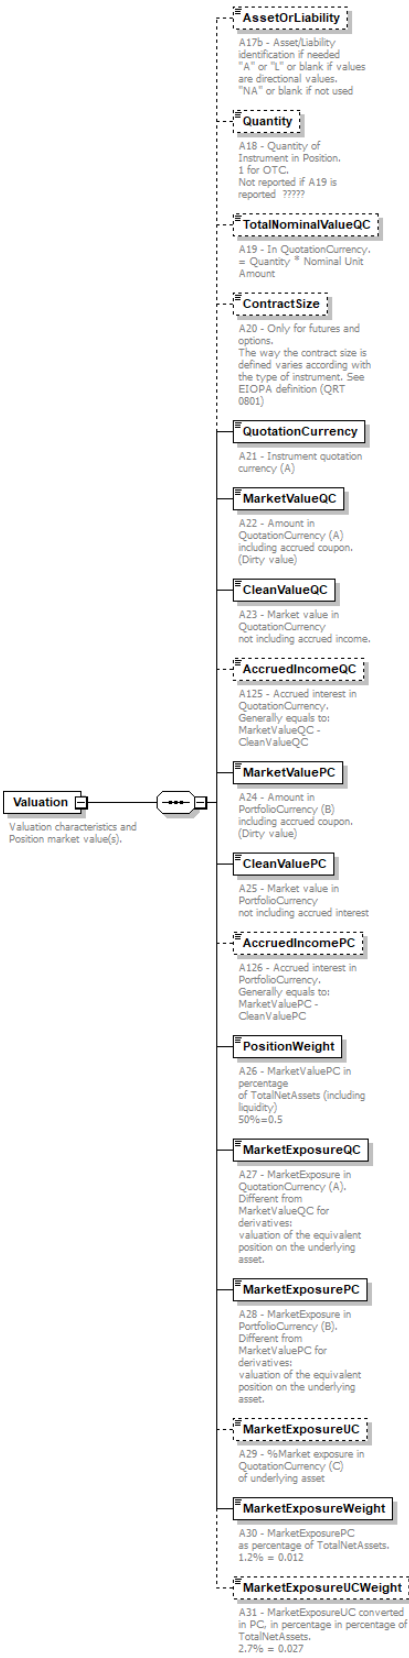 AssetOrLiability
A17b - Asset/Liability
identification if needed
"A" or "L" or blank if values
are directional values.
"NA" or blank if not used
Quantity
A18 - Quantity of
Instrument in Position.
1 for OTC.
Not reported if A19 is
reported ?????
TotalNominalValueQC
A19 - In QuotationCurrency.
= Quantity * Nominal Unit
Amount
ContractSize
A20 - Only for futures and
options.
The way the contract size is
defined varies according with
the type of instrument. See
EIOPA definition (QRT
0801)
QuotationCurrency
A21 - Instrument quotation
currency (A)
MarketValueQC
A22 - Amount in
QuotationCurrency (A)
including accrued coupon.
(Dirty value)
CleanValueQC
A23 - Market value in
QuotationCurrency
not including accrued income.
AccruedIncomeQC
A125 - Accrued interest in
QuotationCurrency.
Generally equals to:
MarketValueQC -
CleanValueQC
Valuation
Valuation characteristics and
Position market value(s).
MarketValuePC
A24 - Amount in
PortfolioCurrency (B)
including accrued coupon.
(Dirty value)
CleanValuePC
A25 - Market value in
PortfolioCurrency
not including accrued interest
AccruedIncomePC
A126 - Accrued interest in
PortfolioCurrency.
Generally equals to:
MarketValuePC -
CleanValuePC
PositionWeight
A26 - MarketValuePC in
percentage
of TotalNetAssets (including
liquidity)
50%=0.5
MarketExposureQC
A27 - MarketExposure in
QuotationCurrency (A).
Different from
MarketValueQC for
derivatives:
valuation of the equivalent
position on the underlying
asset.
MarketExposurePC
A28 - MarketExposure in
PortfolioCurrency (B).
Different from
MarketValuePC for
derivatives:
valuation of the equivalent
position on the underlying
asset.
MarketExposureUC
A29 - %Market exposure in
QuotationCurrency (C)
of underlying asset
MarketExposureWeight
A30 - MarketExposurePC
as percentage of TotalNetAssets.
1.2% = 0.012
MarketExposureUCWeight
A31 - MarketExposureUC converted
in PC, in percentage in percentage of
TotalNetAssets.
2.7% = 0.027